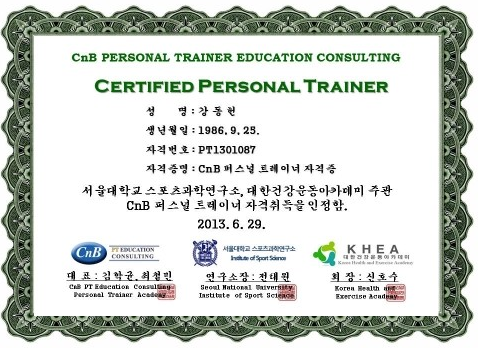 CnB PERSONAL TRAINER EDUCATION CONSULTING
CERTIFIED PERSONAL TRAINER
성 명 : 강동헌
생년월일 : 1986. 9. 25.
자격번호 : PT1301087
자격증명 : CnB 퍼스널 트레이너 자격증
서울대학교 스포츠과학연구소, 대한건강운동아카데미 주관
CnB 퍼스널 트레이너 자격취득을 인정함.
2013. 6. 29.
CnB PT EDUCATION CONSULTING
서울대학교 스포츠과학연구소
Institute of Sport Science
KHEA
대한건강운동아카데미
Korea Health and Exercise Academy
대 표 : 김학균, 최철민
CnB PT Education Consulting
Personal Trainer Academy
연구소장 : 전태원
Seoul National University
Institute of Sport Science
회 장 : 신호수
Korea Health and
Exercise Academy